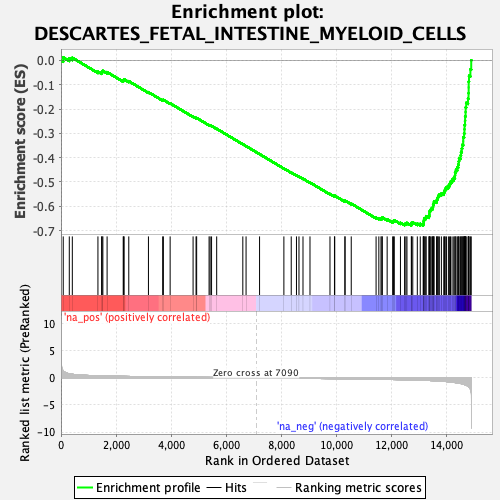 Enrichment plot:
DESCARTES_FETAL_INTESTINE_MYELOID_CELLS
Enrichment score (ES)
0.0
-0.1
-0.2
-0.3
-0.4
-0.5
-0.6
-0.7
'na_pos' (positively correlated)
Ranked list metric (PreRanked)
10
5
0
-5
-10
Zero cross at 7090
'na_neg' (negatively correlated)
0
2,000
4,000
6,000
8,000
10,000
12,000
14,000
Rank in Ordered Dataset
Enrichment profile
Hits
Ranking metric scores